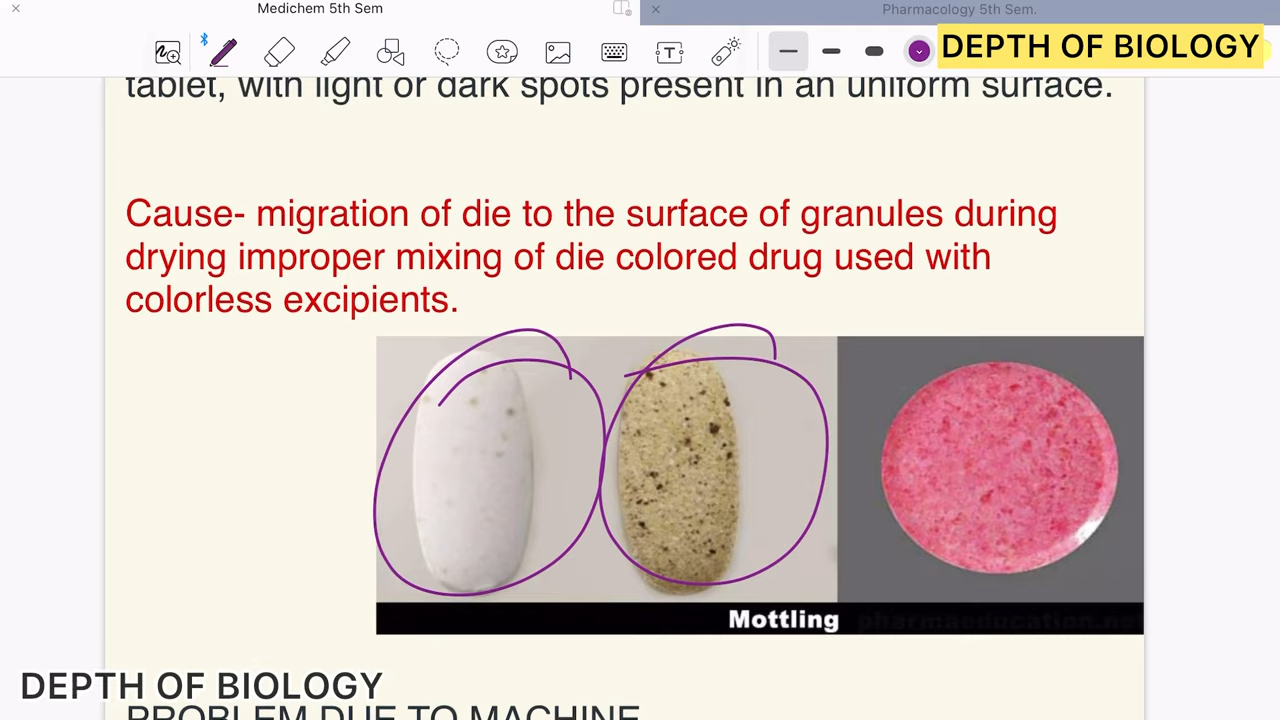 Medichem 5th Sem
Pharmacology 5th Sem.
DEPTH OF BIOLOGY
tablet, with light or dark spots present in an uniform surface.
Cause- migration of die to the surface of granules during
drying improper mixing of die colored drug used with
colorless excipients.
Mottling pharmaeducation.net
DEPTH OF BIOLOGY
PROBLEM DUE TO MACHINE